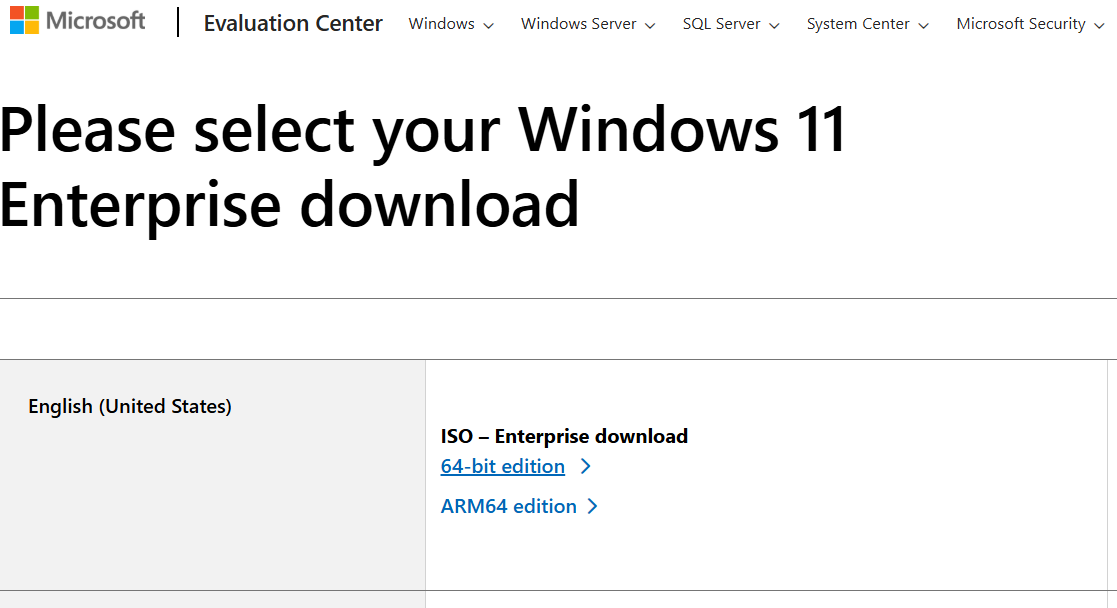 Microsoft Evaluation Center Windows Windows Server SQL Server System Center Microsoft Security
Please select your Windows 11
Enterprise download
English (United States)
ISO – Enterprise download
64-bit edition
ARM64 edition